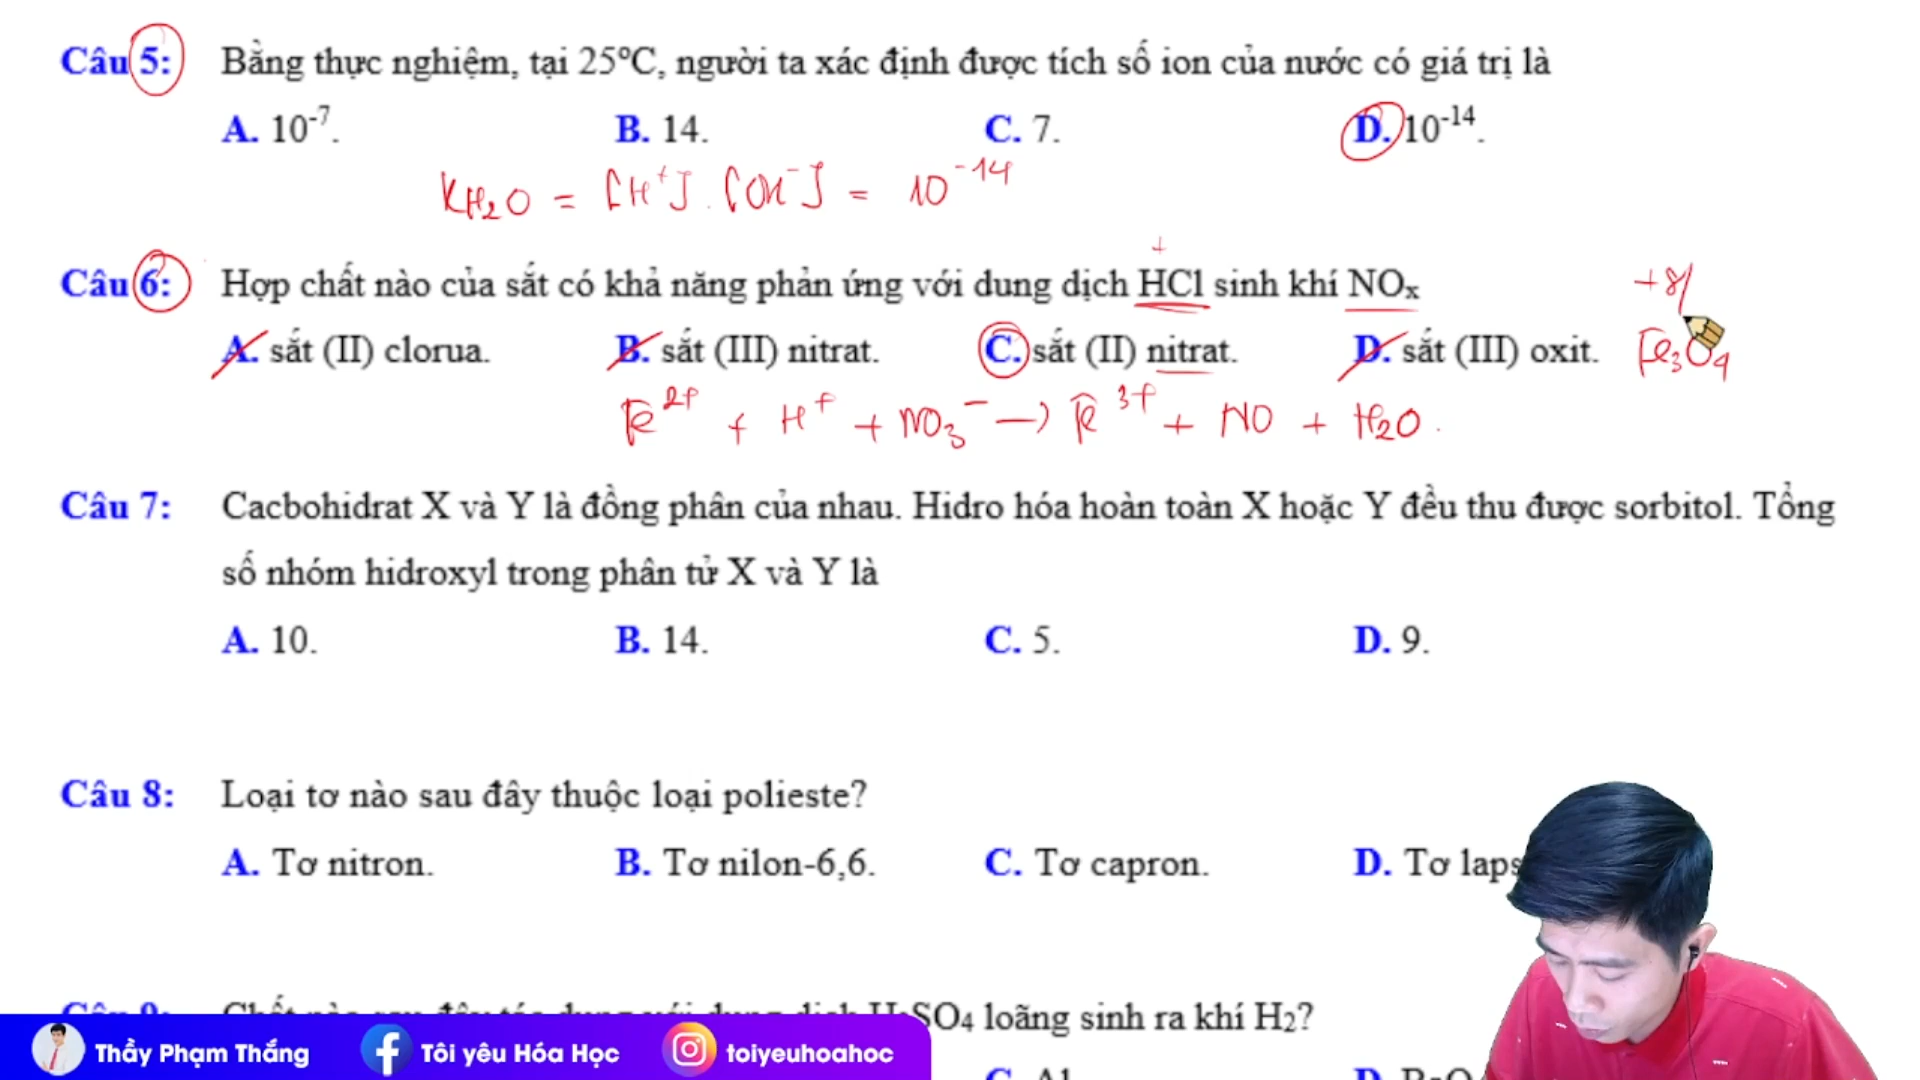 Câu 5: Bằng thực nghiệm, tại 25°C, người ta xác định được tích số ion của nước có giá trị là
A. 10⁻⁷. B. 14. C. 7. D. 10⁻¹⁴.
K_H₂O = [H⁺].[OH⁻] = 10⁻¹⁴
+
Câu 6: Hợp chất nào của sắt có khả năng phản ứng với dung dịch HCl sinh khí NOₓ
+8/
A. sắt (II) clorua. B. sắt (III) nitrat. C. sắt (II) nitrat. D. sắt (III) oxit. Fe₃O₄
Fe²⁺ + H⁺ + NO₃⁻ → Fe³⁺ + NO + H₂O.
Câu 7: Cacbohidrat X và Y là đồng phân của nhau. Hidro hóa hoàn toàn X hoặc Y đều thu được sorbitol. Tổng
số nhóm hidroxyl trong phân tử X và Y là
A. 10. B. 14. C. 5. D. 9.
Câu 8: Loại tơ nào sau đây thuộc loại polieste?
A. Tơ nitron. B. Tơ nilon-6,6. C. Tơ capron. D. Tơ laps
SO₄ loãng sinh ra khí H₂?
Thầy Phạm Thắng Tôi yêu Hóa Học toiyeuhoahoc